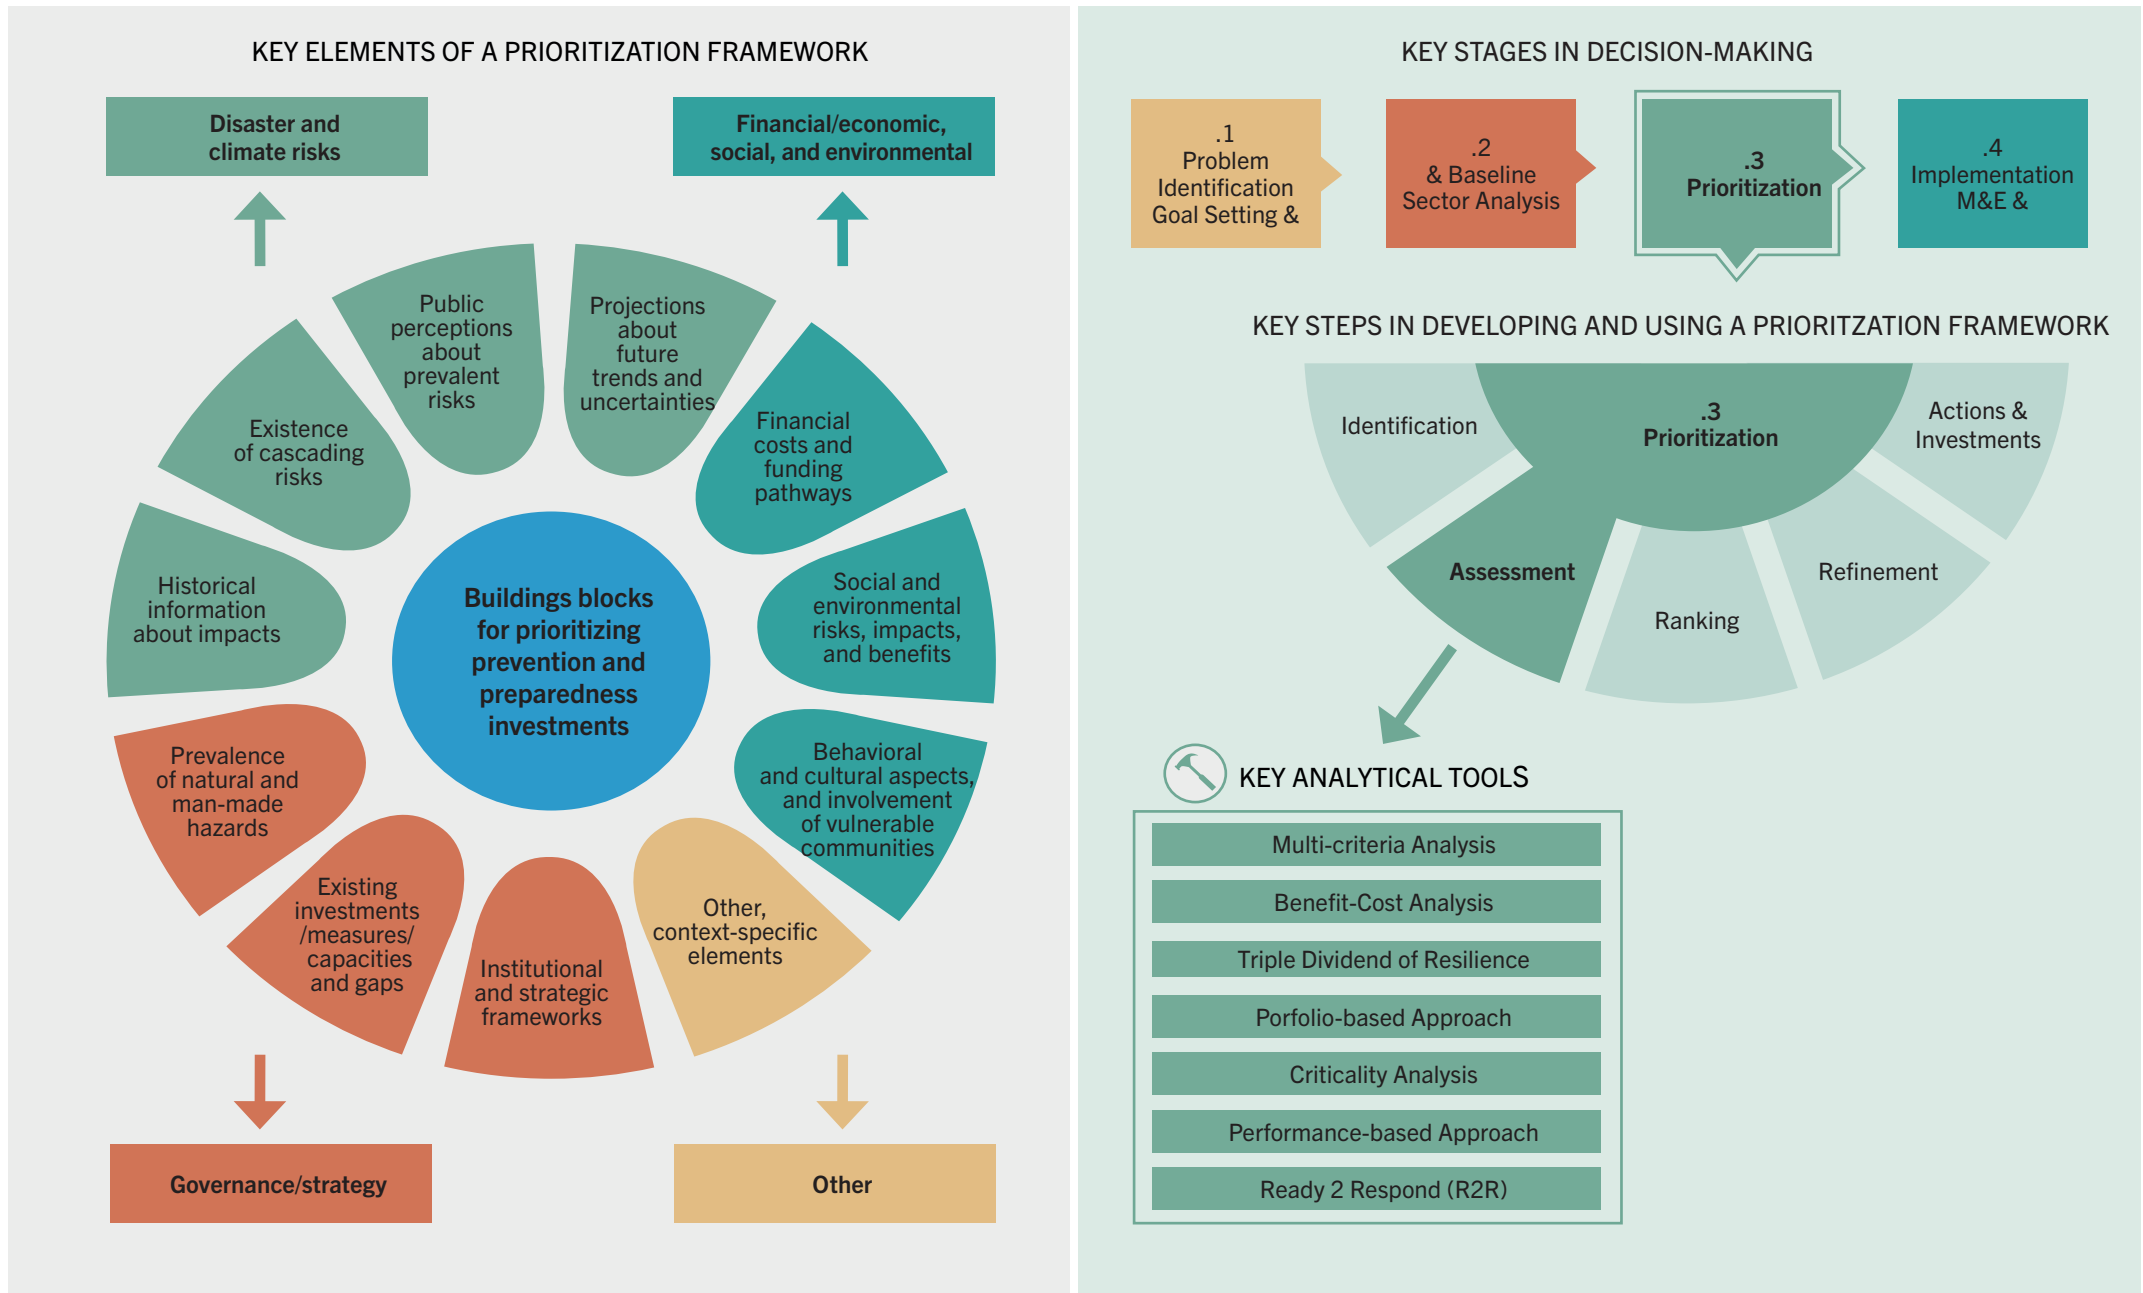 KEY ELEMENTS OF A PRIORITIZATION FRAMEWORK
Disaster and
climate risks
Financial/economic,
social, and environmental
Public
perceptions
about
prevalent
risks
Projections
about
future
trends and
uncertainties
Existence
of cascading
risks
Financial
costs and
funding
pathways
Historical
information
about impacts
Buildings blocks
for prioritizing
prevention and
preparedness
investments
Social and
environmental
risks, impacts,
and benefits
Prevalence
of natural and
man-made
hazards
Behavioral
and cultural aspects,
and involvement
of vulnerable
communities
Existing
investments
/measures/
capacities
and gaps
Institutional
and strategic
frameworks
Other,
context-specific
elements
Governance/strategy
Other
KEY STAGES IN DECISION-MAKING
.1
Problem
Identification
Goal Setting &
.2
& Baseline
Sector Analysis
.3
Prioritization
.4
Implementation
M&E &
KEY STEPS IN DEVELOPING AND USING A PRIORITZATION FRAMEWORK
Identification
.3
Prioritization
Actions &
Investments
Assessment
Ranking
Refinement
KEY ANALYTICAL TOOLS
Multi-criteria Analysis
Benefit-Cost Analysis
Triple Dividend of Resilience
Porfolio-based Approach
Criticality Analysis
Performance-based Approach
Ready 2 Respond (R2R)